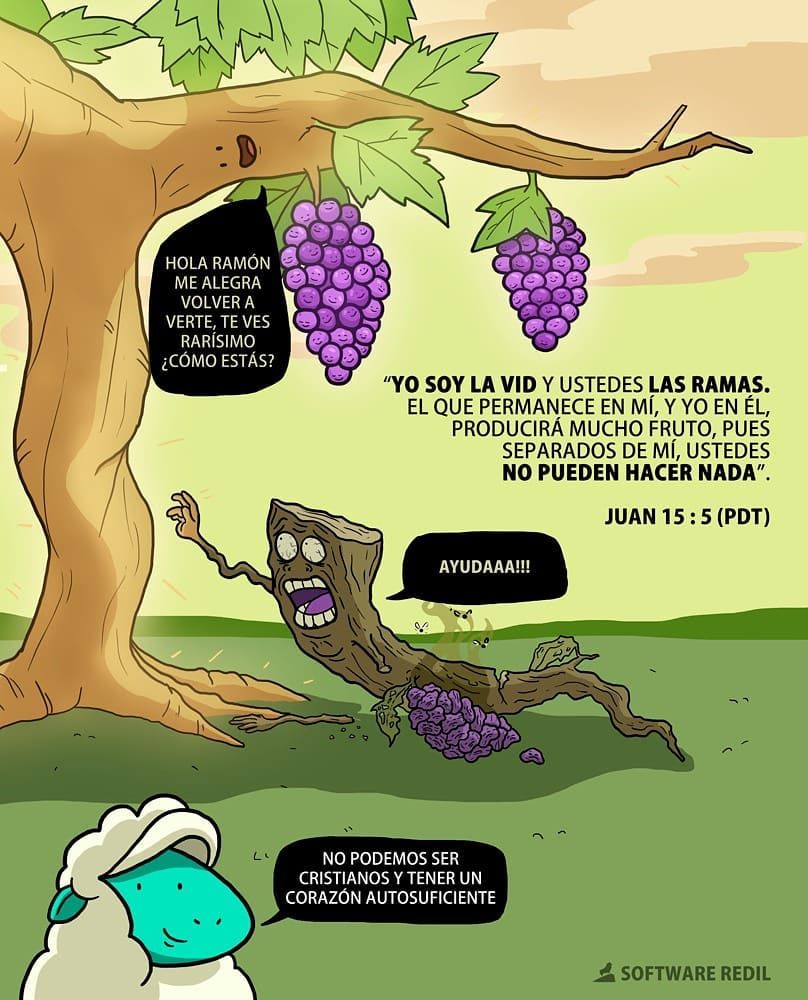 HOLA RAMÓN
ME ALEGRA
VOLVER A
VERTE, TE VES
RARÍSIMO
¿CÓMO ESTÁS?
“YO SOY LA VID Y USTEDES LAS RAMAS.
EL QUE PERMANECE EN MÍ, Y YO EN ÉL,
PRODUCIRÁ MUCHO FRUTO, PUES
SEPARADOS DE MÍ, USTEDES
NO PUEDEN HACER NADA”.
JUAN 15 : 5 (PDT)
AYUDAAA!!!
NO PODEMOS SER
CRISTIANOS Y TENER UN
CORAZÓN AUTOSUFICIENTE
SOFTWARE REDIL